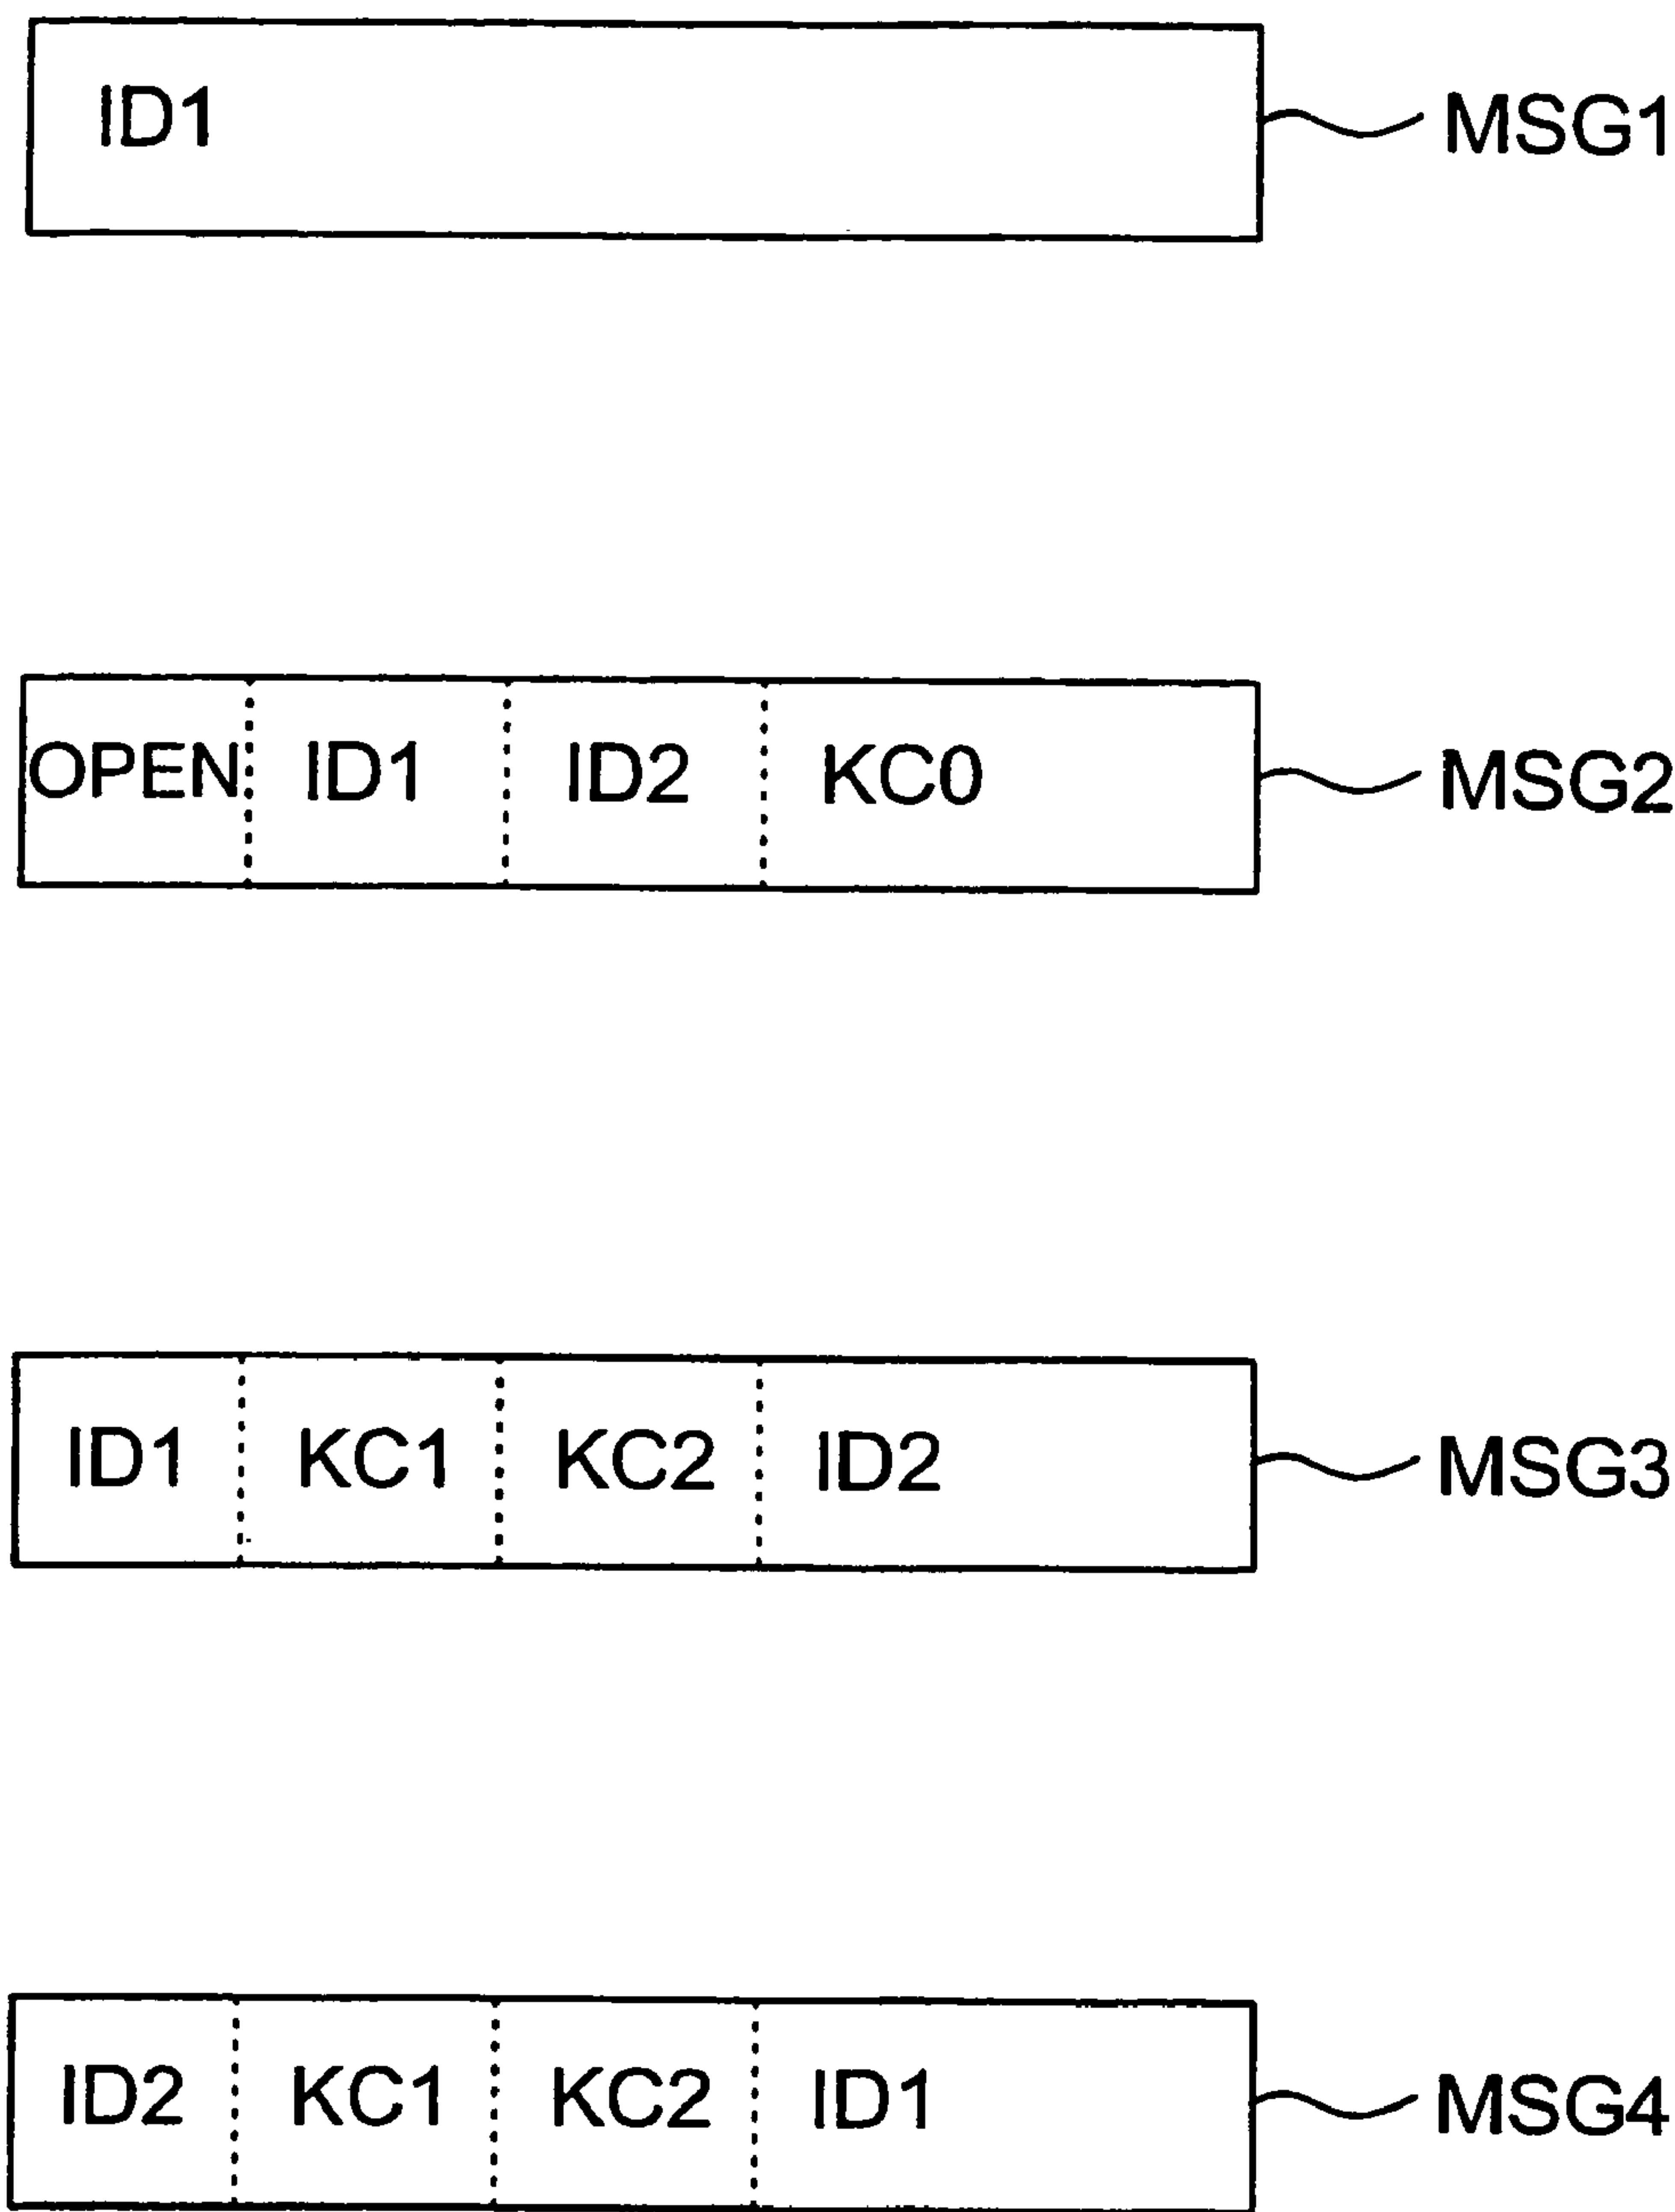 ID1 MSG1
OPEN ID1 ID2 KC0 MSG2
ID1 KC1 KC2 ID2 MSG3
ID2 KC1 KC2 ID1 MSG4